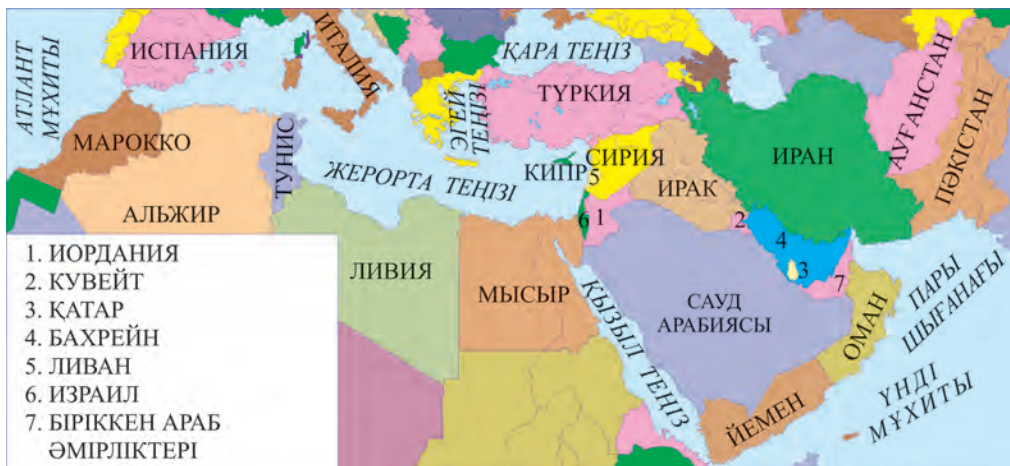 АТЛАНТ
МҰХИТЫ
ИСПАНИЯ
ИТАЛИЯ
ҚАРА ТЕҢІЗ
ЭГЕЙ
ТЕҢІЗІ
ТҮРКИЯ
АУҒАНСТАН
ПӘКІСТАН
МАРОККО
ТУНИС
ЖЕРОРТА ТЕҢІЗІ
КИПР
5
СИРИЯ
ИРАК
ИРАН
АЛЬЖИР
6
1
2
4
3
7
ЛИВИЯ
МЫСЫР
ҚЫЗЫЛ ТЕҢІЗ
САУД
АРАБИЯСЫ
ОМАН
ПАРЫ
ШЫҒАНАҒЫ
ЙЕМЕН
ҮНДІ
МҰХИТЫ
1. ИОРДАНИЯ
2. КУВЕЙТ
3. ҚАТАР
4. БАХРЕЙН
5. ЛИВАН
6. ИЗРАИЛ
7. БІРІККЕН АРАБ
ӘМІРЛІКТЕРІ